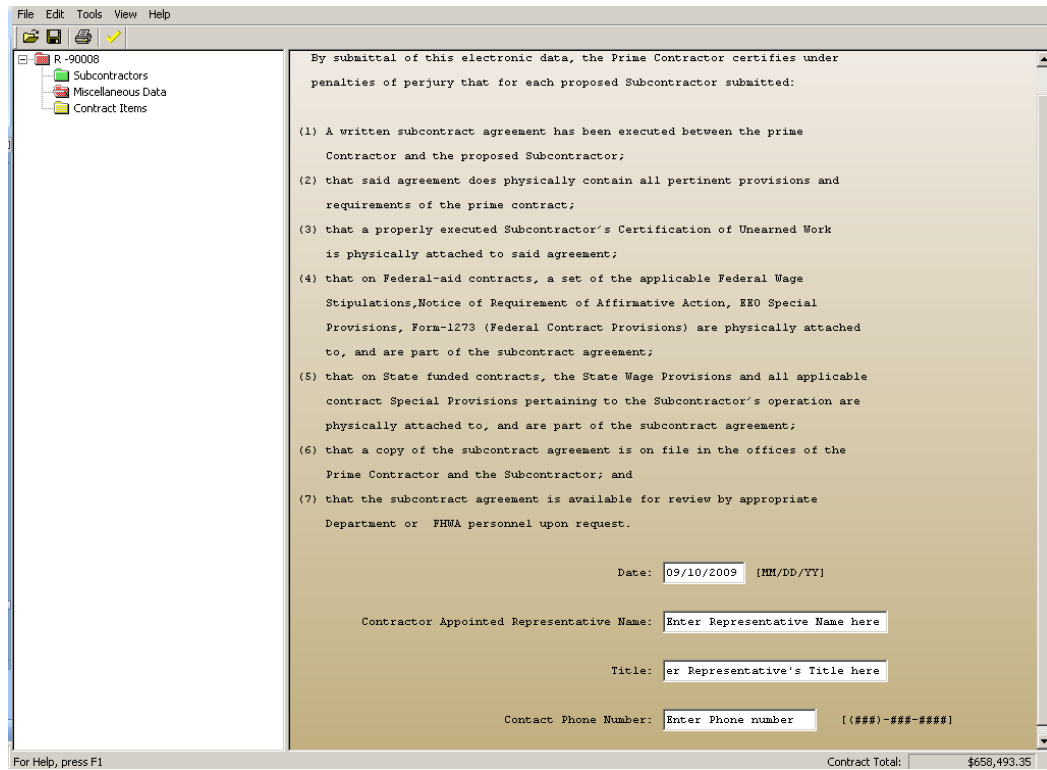 File Edit Tools View Help
R -90008
Subcontractors
Miscellaneous Data
Contract Items
By submittal of this electronic data, the Prime Contractor certifies under
penalties of perjury that for each proposed Subcontractor submitted:
(1) A written subcontract agreement has been executed between the prime
Contractor and the proposed Subcontractor;
(2) that said agreement does physically contain all pertinent provisions and
requirements of the prime contract;
(3) that a properly executed Subcontractor's Certification of Unearned Work
is physically attached to said agreement;
(4) that on Federal-aid contracts, a set of the applicable Federal Wage
Stipulations,Notice of Requirement of Affirmative Action, EEO Special
Provisions, Form-1273 (Federal Contract Provisions) are physically attached
to, and are part of the subcontract agreement;
(5) that on State funded contracts, the State Wage Provisions and all applicable
contract Special Provisions pertaining to the Subcontractor's operation are
physically attached to, and are part of the subcontract agreement;
(6) that a copy of the subcontract agreement is on file in the offices of the
Prime Contractor and the Subcontractor; and
(7) that the subcontract agreement is available for review by appropriate
Department or FHWA personnel upon request.
Date: 09/10/2009 [MM/DD/YY]
Contractor Appointed Representative Name: Enter Representative Name here
Title: er Representative's Title here
Contact Phone Number: Enter Phone number [(###)-###-####]
For Help, press F1 Contract Total: $658,493.35